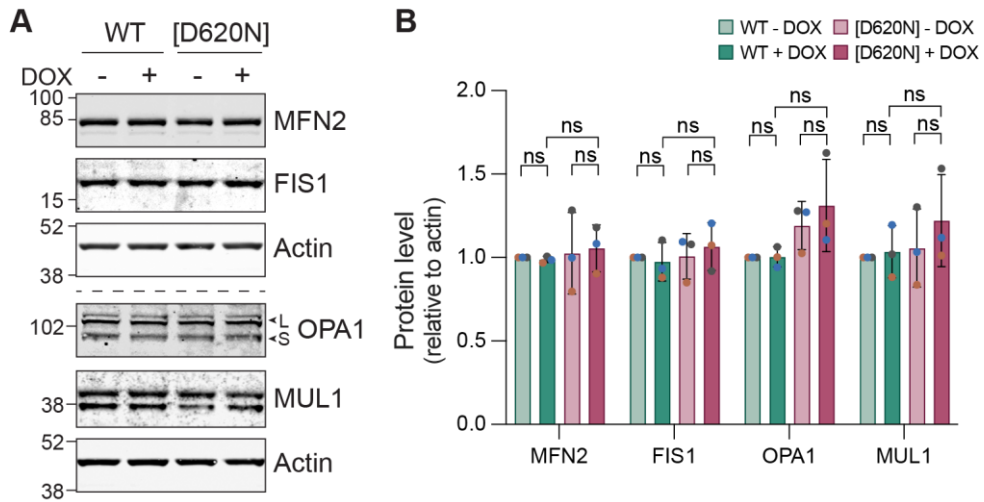 A
WT [D620N]
DOX - + - +
100
85
MFN2
15
FIS1
52
38
Actin
102
L
S
OPA1
38
MUL1
52
38
Actin
B
WT - DOX [D620N] - DOX
WT + DOX [D620N] + DOX
Protein level
(relative to actin)
2.0
1.5
1.0
0.5
0.0
ns ns ns ns
ns ns ns ns ns ns ns ns
MFN2 FIS1 OPA1 MUL1